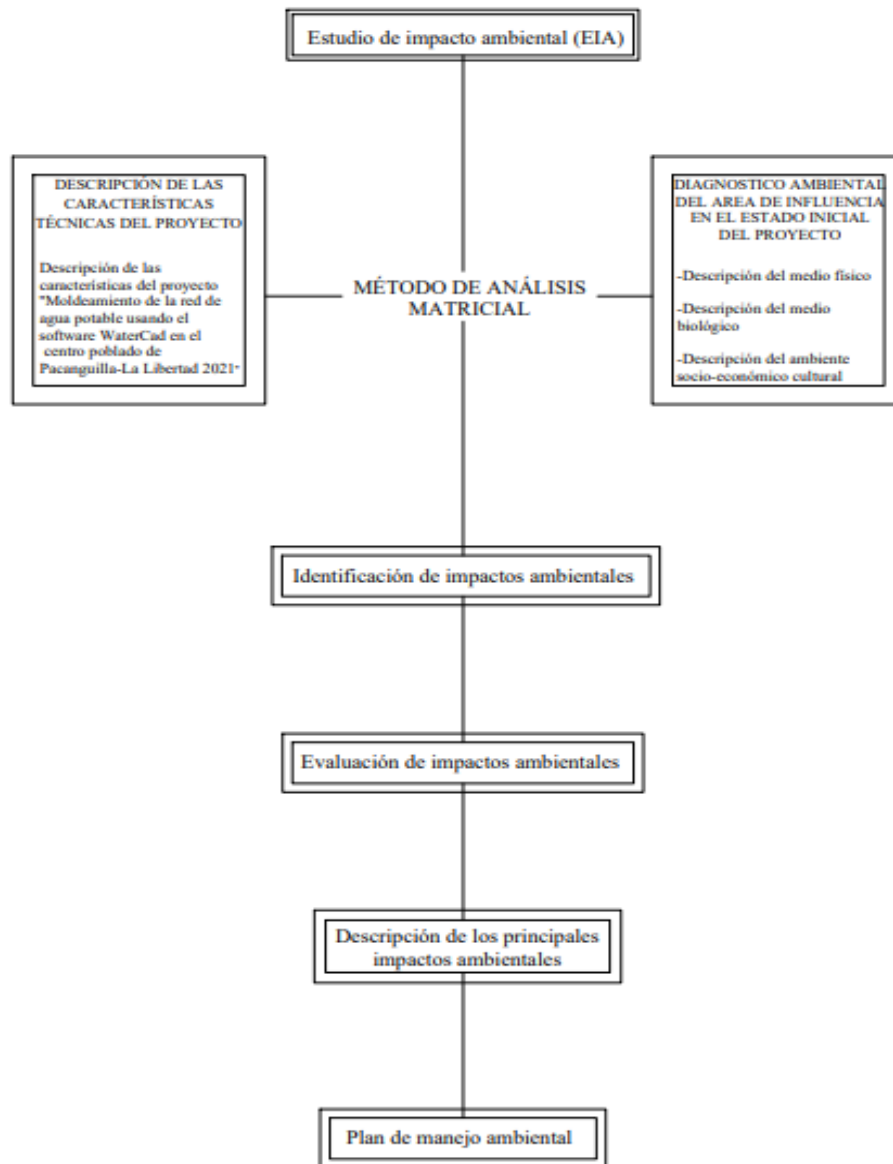 Estudio de impacto ambiental (EIA)
DESCRIPCIÓN DE LAS
CARACTERÍSTICAS
TÉCNICAS DEL PROYECTO
Descripción de las
características del proyecto
"Moldeamiento de la red de
agua potable usando el
software WaterCad en el
centro poblado de
Pacanguilla-La Libertad 2021"
MÉTODO DE ANÁLISIS
MATRICIAL
DIAGNOSTICO AMBIENTAL
DEL AREA DE INFLUENCIA
EN EL ESTADO INICIAL
DEL PROYECTO
-Descripción del medio físico
-Descripción del medio
biológico
-Descripción del ambiente
socio-económico cultural
Identificación de impactos ambientales
Evaluación de impactos ambientales
Descripción de los principales
impactos ambientales
Plan de manejo ambiental